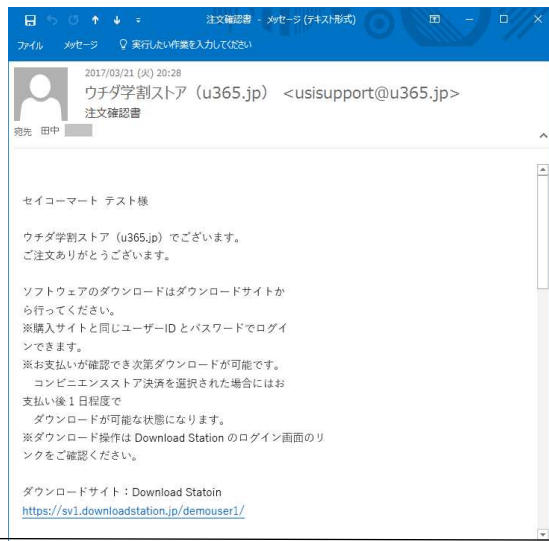 注文確認書 - メッセージ (テキスト形式)
ファイル メッセージ 実行したい作業を入力してください
2017/03/21 (火) 20:28
ウチダ学割ストア（u365.jp） <usisupport@u365.jp>
注文確認書
宛先 田中
セイコーマート テスト様
ウチダ学割ストア（u365.jp）でございます。
ご注文ありがとうございます。
ソフトウェアのダウンロードはダウンロードサイトか
ら行ってください。
※購入サイトと同じユーザーID とパスワードでログイ
ンできます。
※お支払いが確認でき次第ダウンロードが可能です。
コンビニエンスストア決済を選択された場合にはお
支払い後 1 日程度で
ダウンロードが可能な状態になります。
※ダウンロード操作は Download Station のログイン画面のリ
ンクをご確認ください。
ダウンロードサイト：Download Statoin
https://sv1.downloadstation.jp/demouser1/